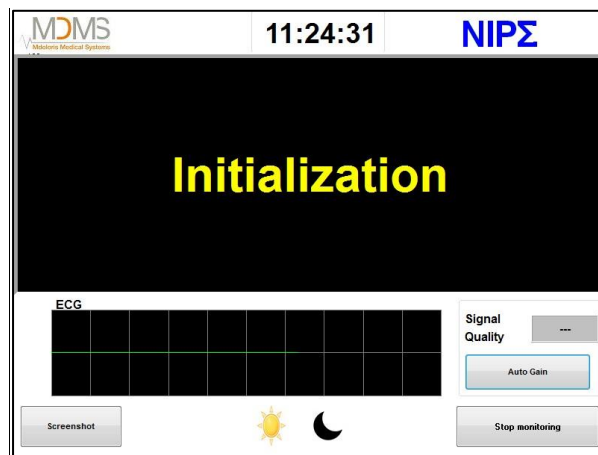 MDMS
Mdoloris Medical Systems
11:24:31
NIPΣ
Initialization
ECG
Signal
Quality
---
Auto Gain
Screenshot
Stop monitoring